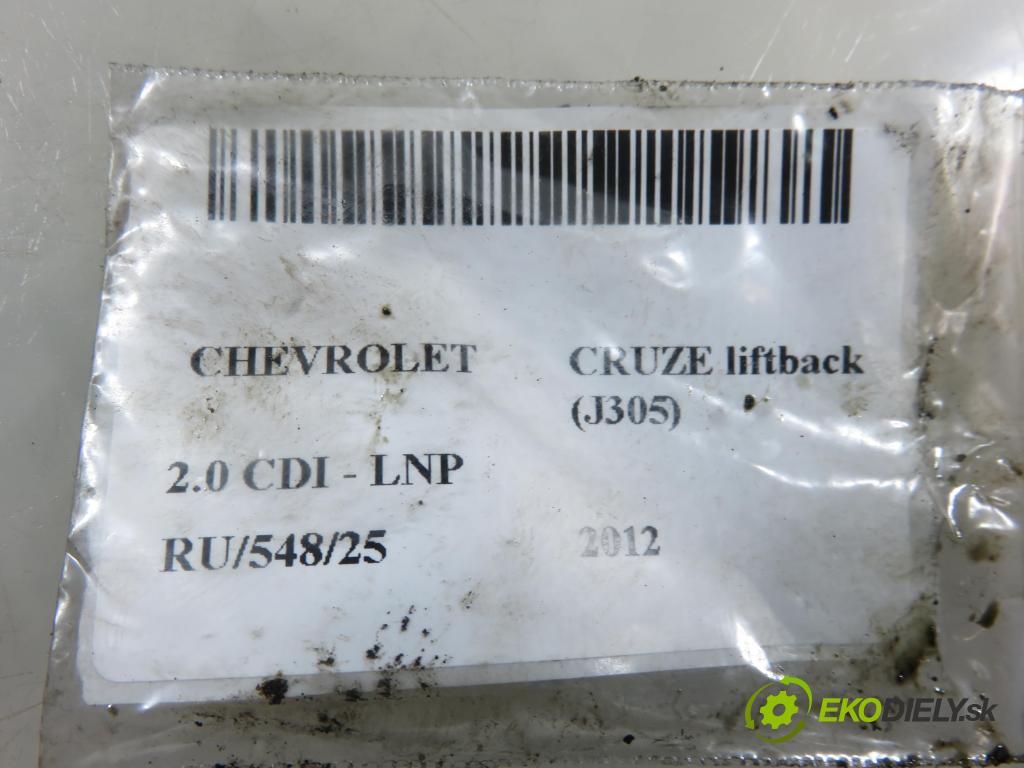 CHEVROLET
CRUZE liftback
(J305)
2.0 CDI - LNP
RU/548/25
2012
EKODIELY.sk